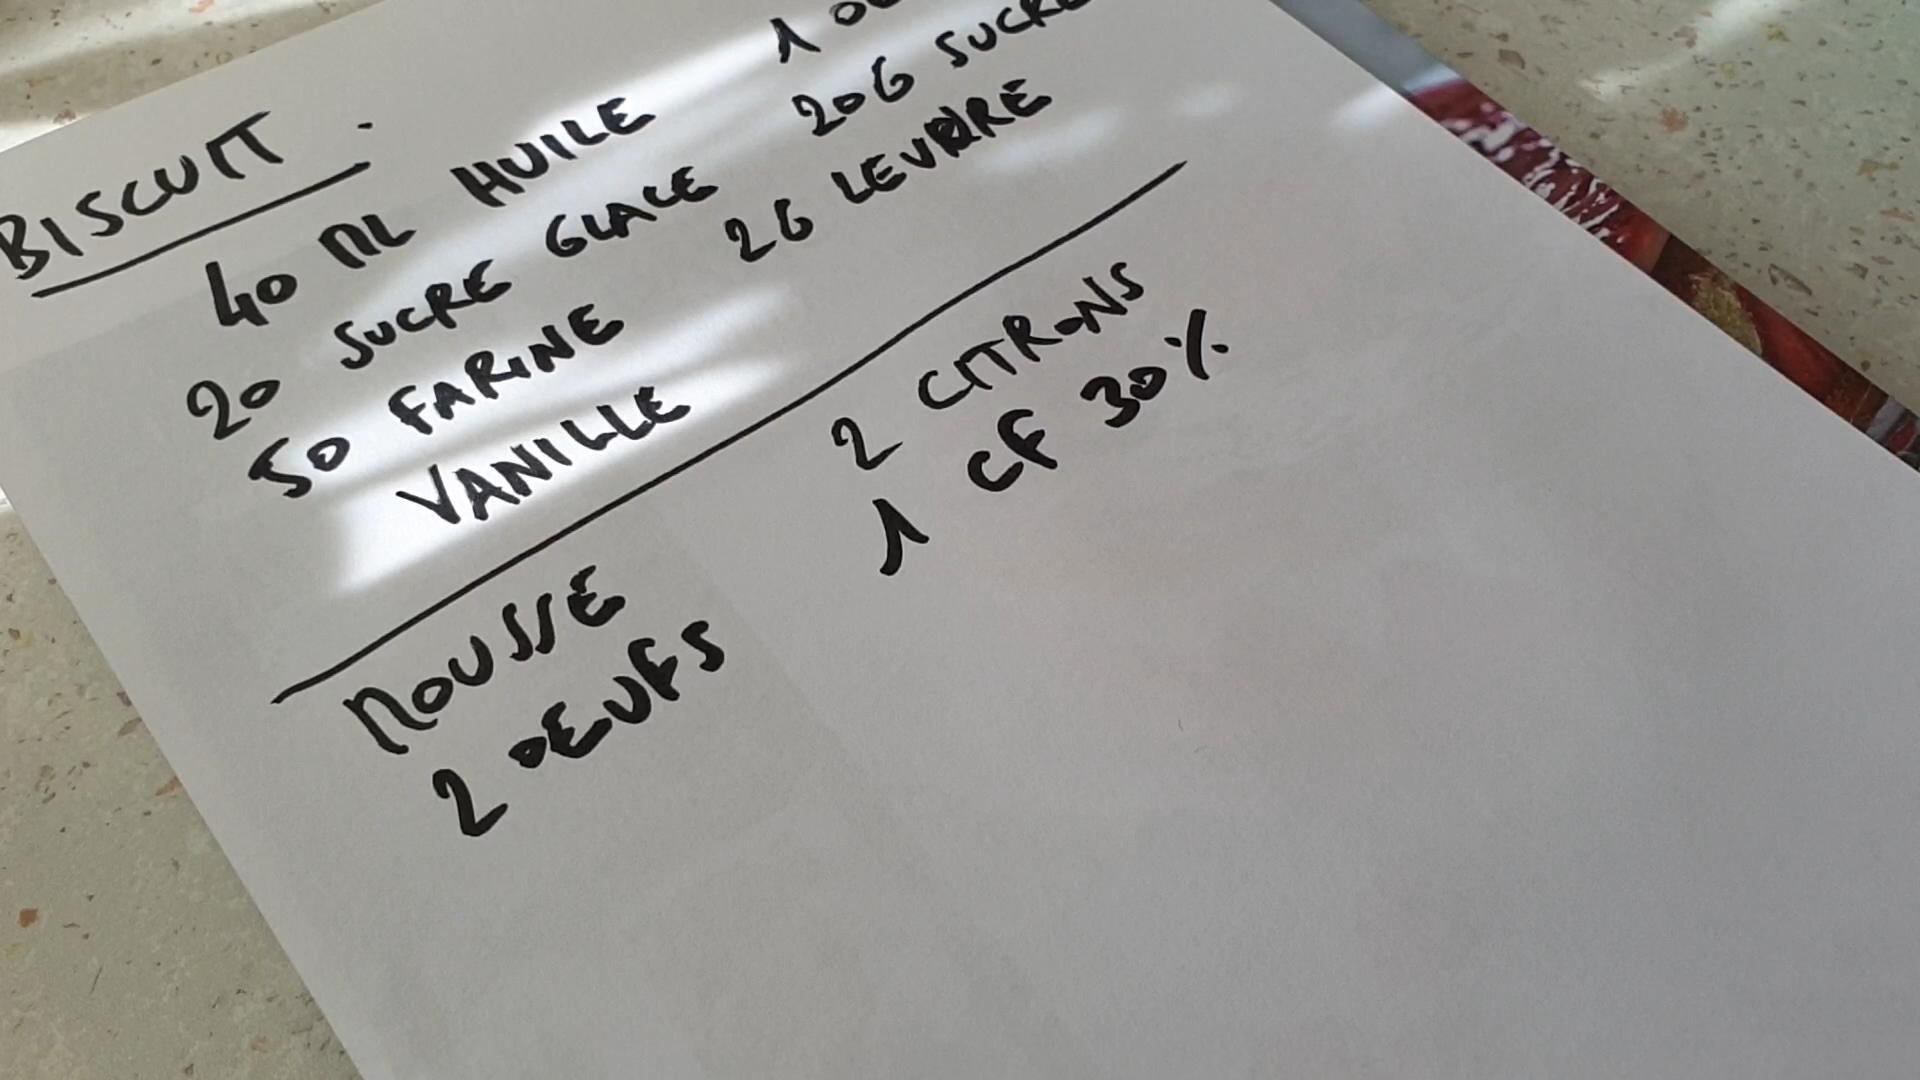 BISCUIT.
40 ML HUILE
1
20 SUCRE GLACE
20G SUCRE
50 FARINE
2G LEVURE
VANILLE
MOUSSE
2 OEUFS
2 CITRONS
1 CF 30%